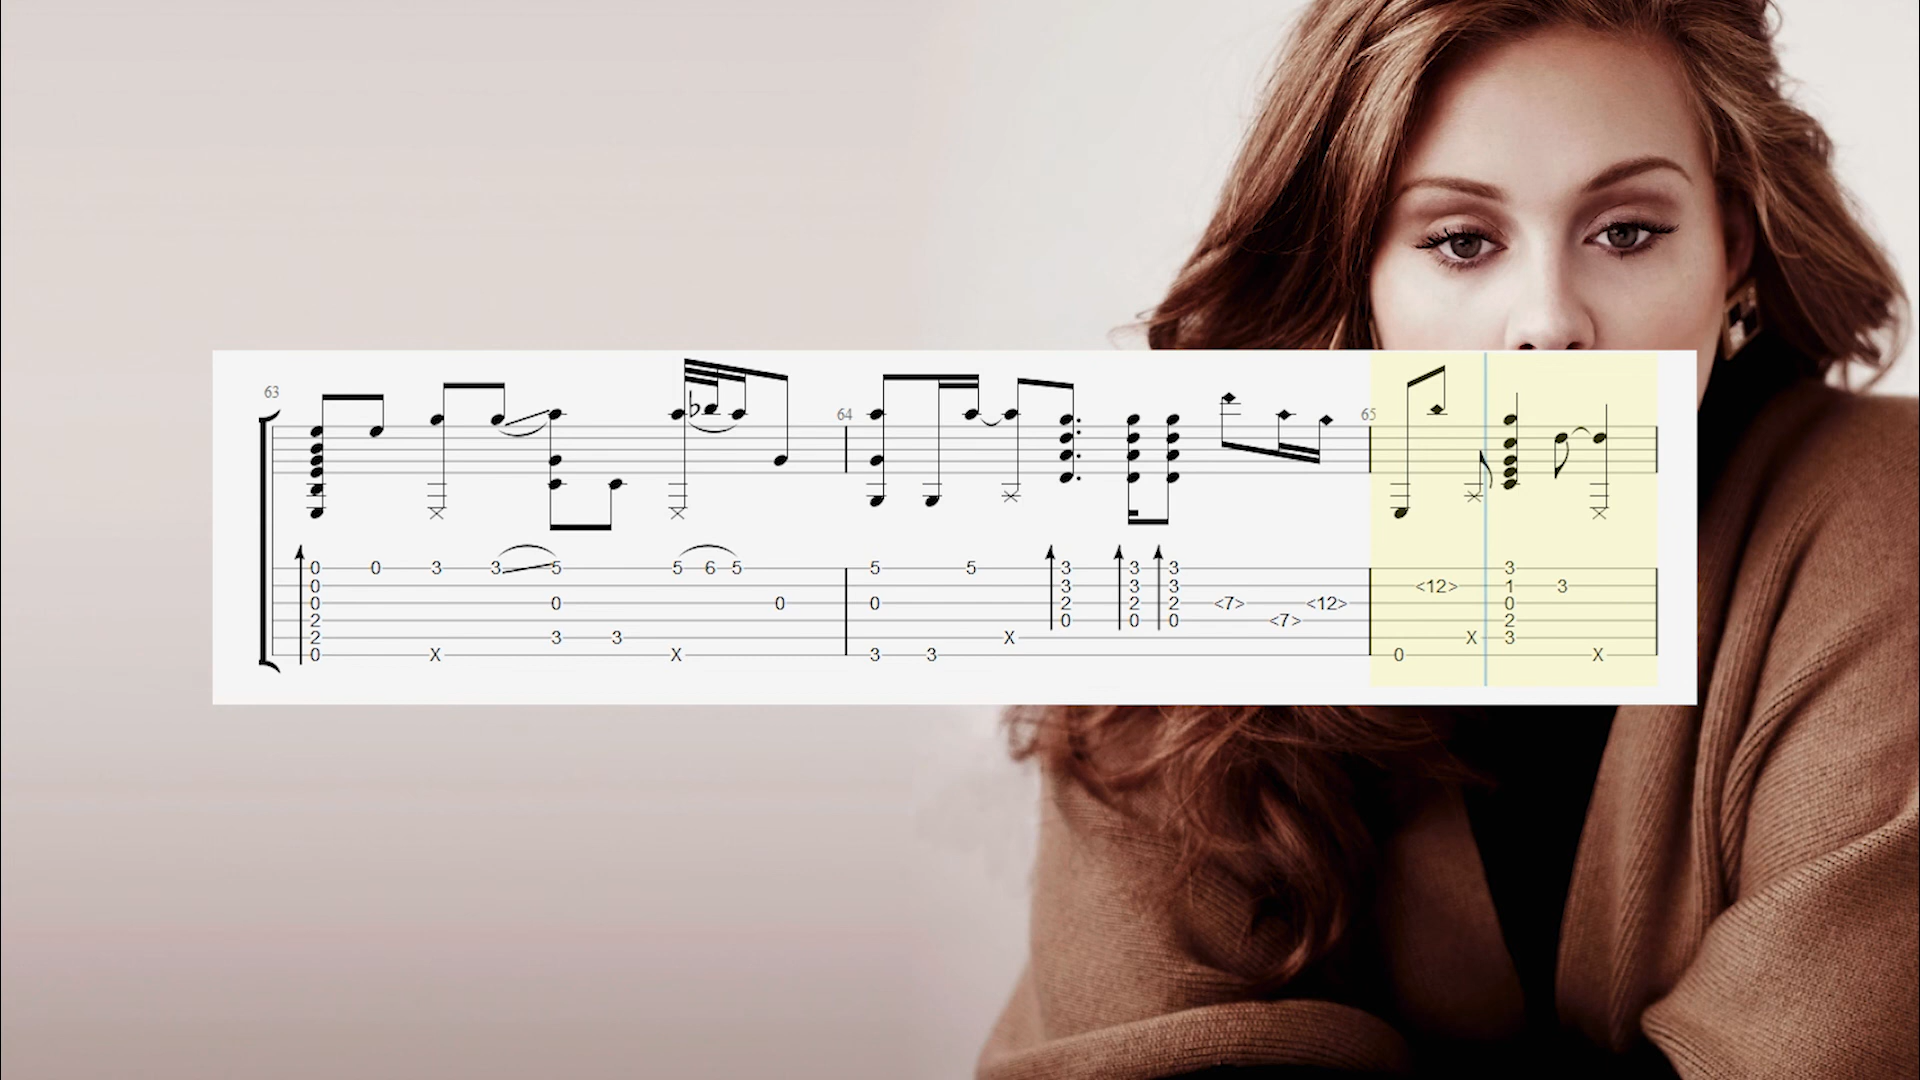 63
64
65
0 0 3 3 5 5 6 5 5 5 3 3 3 3
0 3 3 3 <12> 1 3
0 0 0 0 2 2 2 <7> <12> 0
2 0 0 0 <7> 2
2 3 3 X X 3
0 X X 3 3 0 X